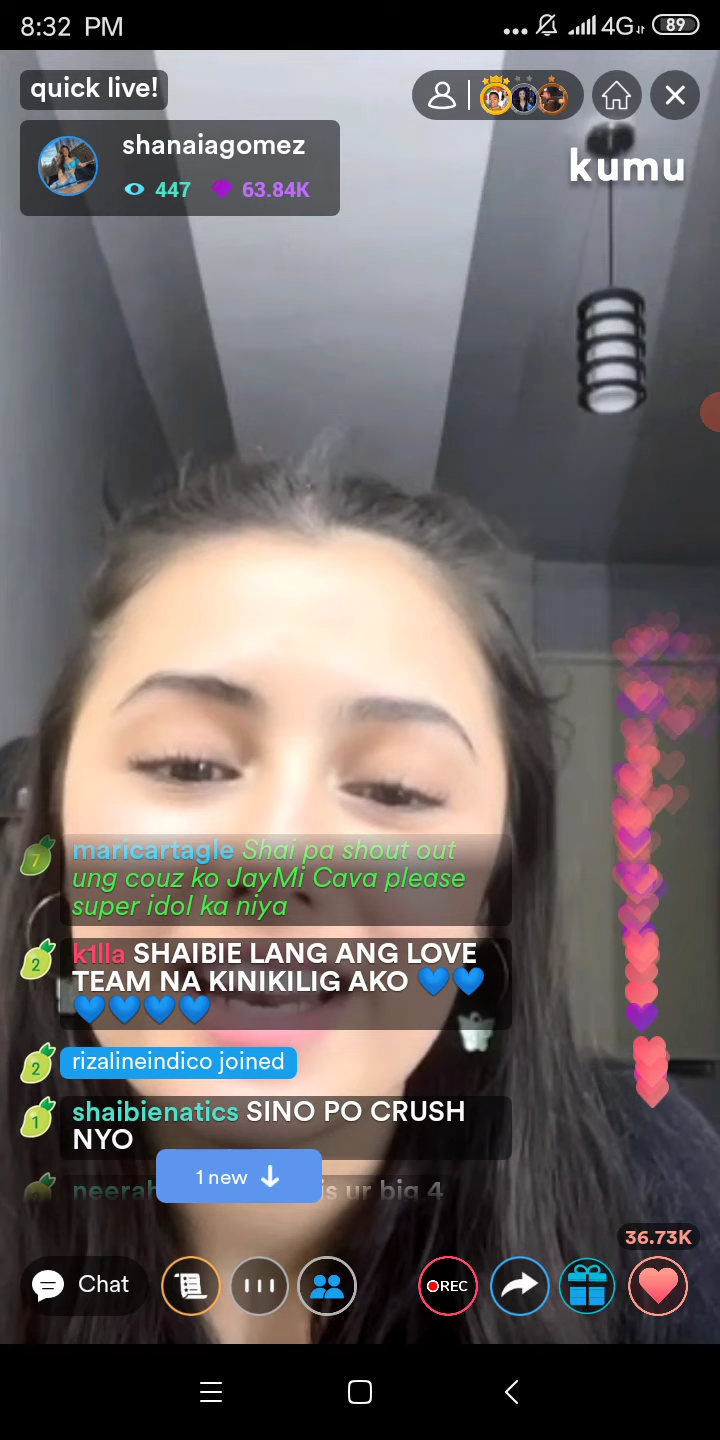 8:32 PM
4G
89
quick live!
shanaiagomez
447 63.84K
kumu
maricartagle Shai pa shout out
ung couz ko JayMi Cava please
super idol ka niya
7
k1lla SHAIBIE LANG ANG LOVE
TEAM NA KINIKILIG AKO 💙💙
💙💙💙💙
2
rizalineindico joined
2
shaibienatics SINO PO CRUSH
NYO
1
is ur big 4
1 new ↓
36.73K
Chat
REC